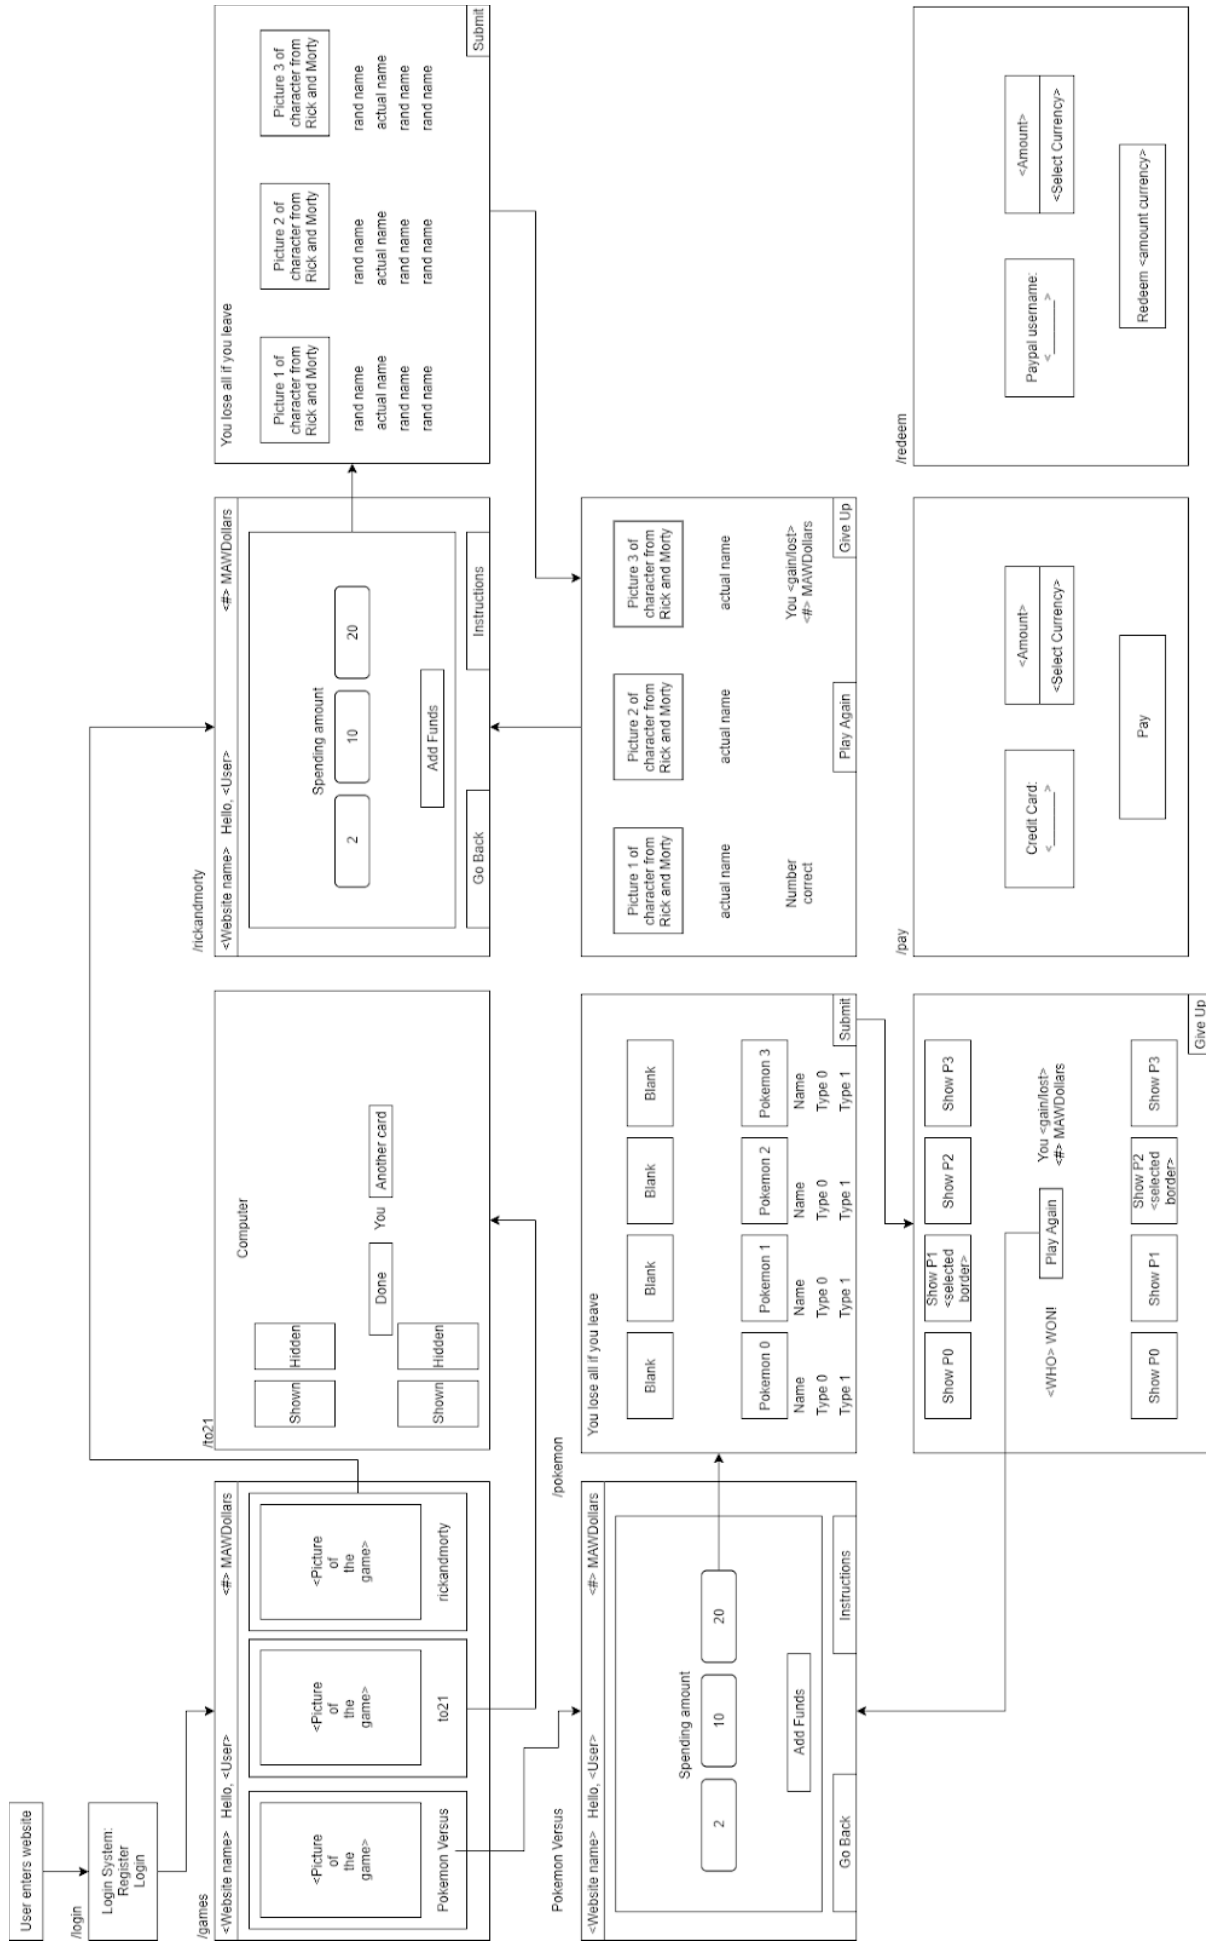 User enters website
/login
Login System:
Register
Login
/games
<Website name> Hello, <User>
<#> MAWDollars
<Picture
of
the
game>
Pokemon Versus
<Picture
of
the
game>
to21
<Picture
of
the
game>
rickandmorty
/to21
Shown
Hidden
Computer
Shown
Hidden
Done
You
Another card
/rickandmorty
<Website name> Hello, <User>
<#> MAWDollars
Spending amount
2
10
20
Add Funds
Go Back
Instructions
You lose all if you leave
Picture 1 of
character from
Rick and Morty
rand name
actual name
rand name
rand name
Picture 2 of
character from
Rick and Morty
rand name
actual name
rand name
rand name
Picture 3 of
character from
Rick and Morty
rand name
actual name
rand name
rand name
Submit
Pokemon Versus
<Website name> Hello, <User>
<#> MAWDollars
Spending amount
2
10
20
Add Funds
Go Back
Instructions
/pokemon
You lose all if you leave
Blank
Blank
Blank
Blank
Pokemon 0
Name
Type 0
Type 1
Pokemon 1
Name
Type 0
Type 1
Pokemon 2
Name
Type 0
Type 1
Pokemon 3
Name
Type 0
Type 1
Submit
Picture 1 of
character from
Rick and Morty
actual name
Number
correct
Picture 2 of
character from
Rick and Morty
actual name
Play Again
Picture 3 of
character from
Rick and Morty
actual name
You <gain/lost>
<#> MAWDollars
Give Up
Show P0
Show P1
<selected
border>
Show P2
Show P3
<WHO> WON!
Play Again
You <gain/lost>
<#> MAWDollars
Show P0
Show P1
Show P2
<selected
border>
Show P3
Give Up
/pay
Credit Card:
<______>
<Amount>
<Select Currency>
Pay
/redeem
Paypal username:
<______>
<Amount>
<Select Currency>
Redeem <amount currency>